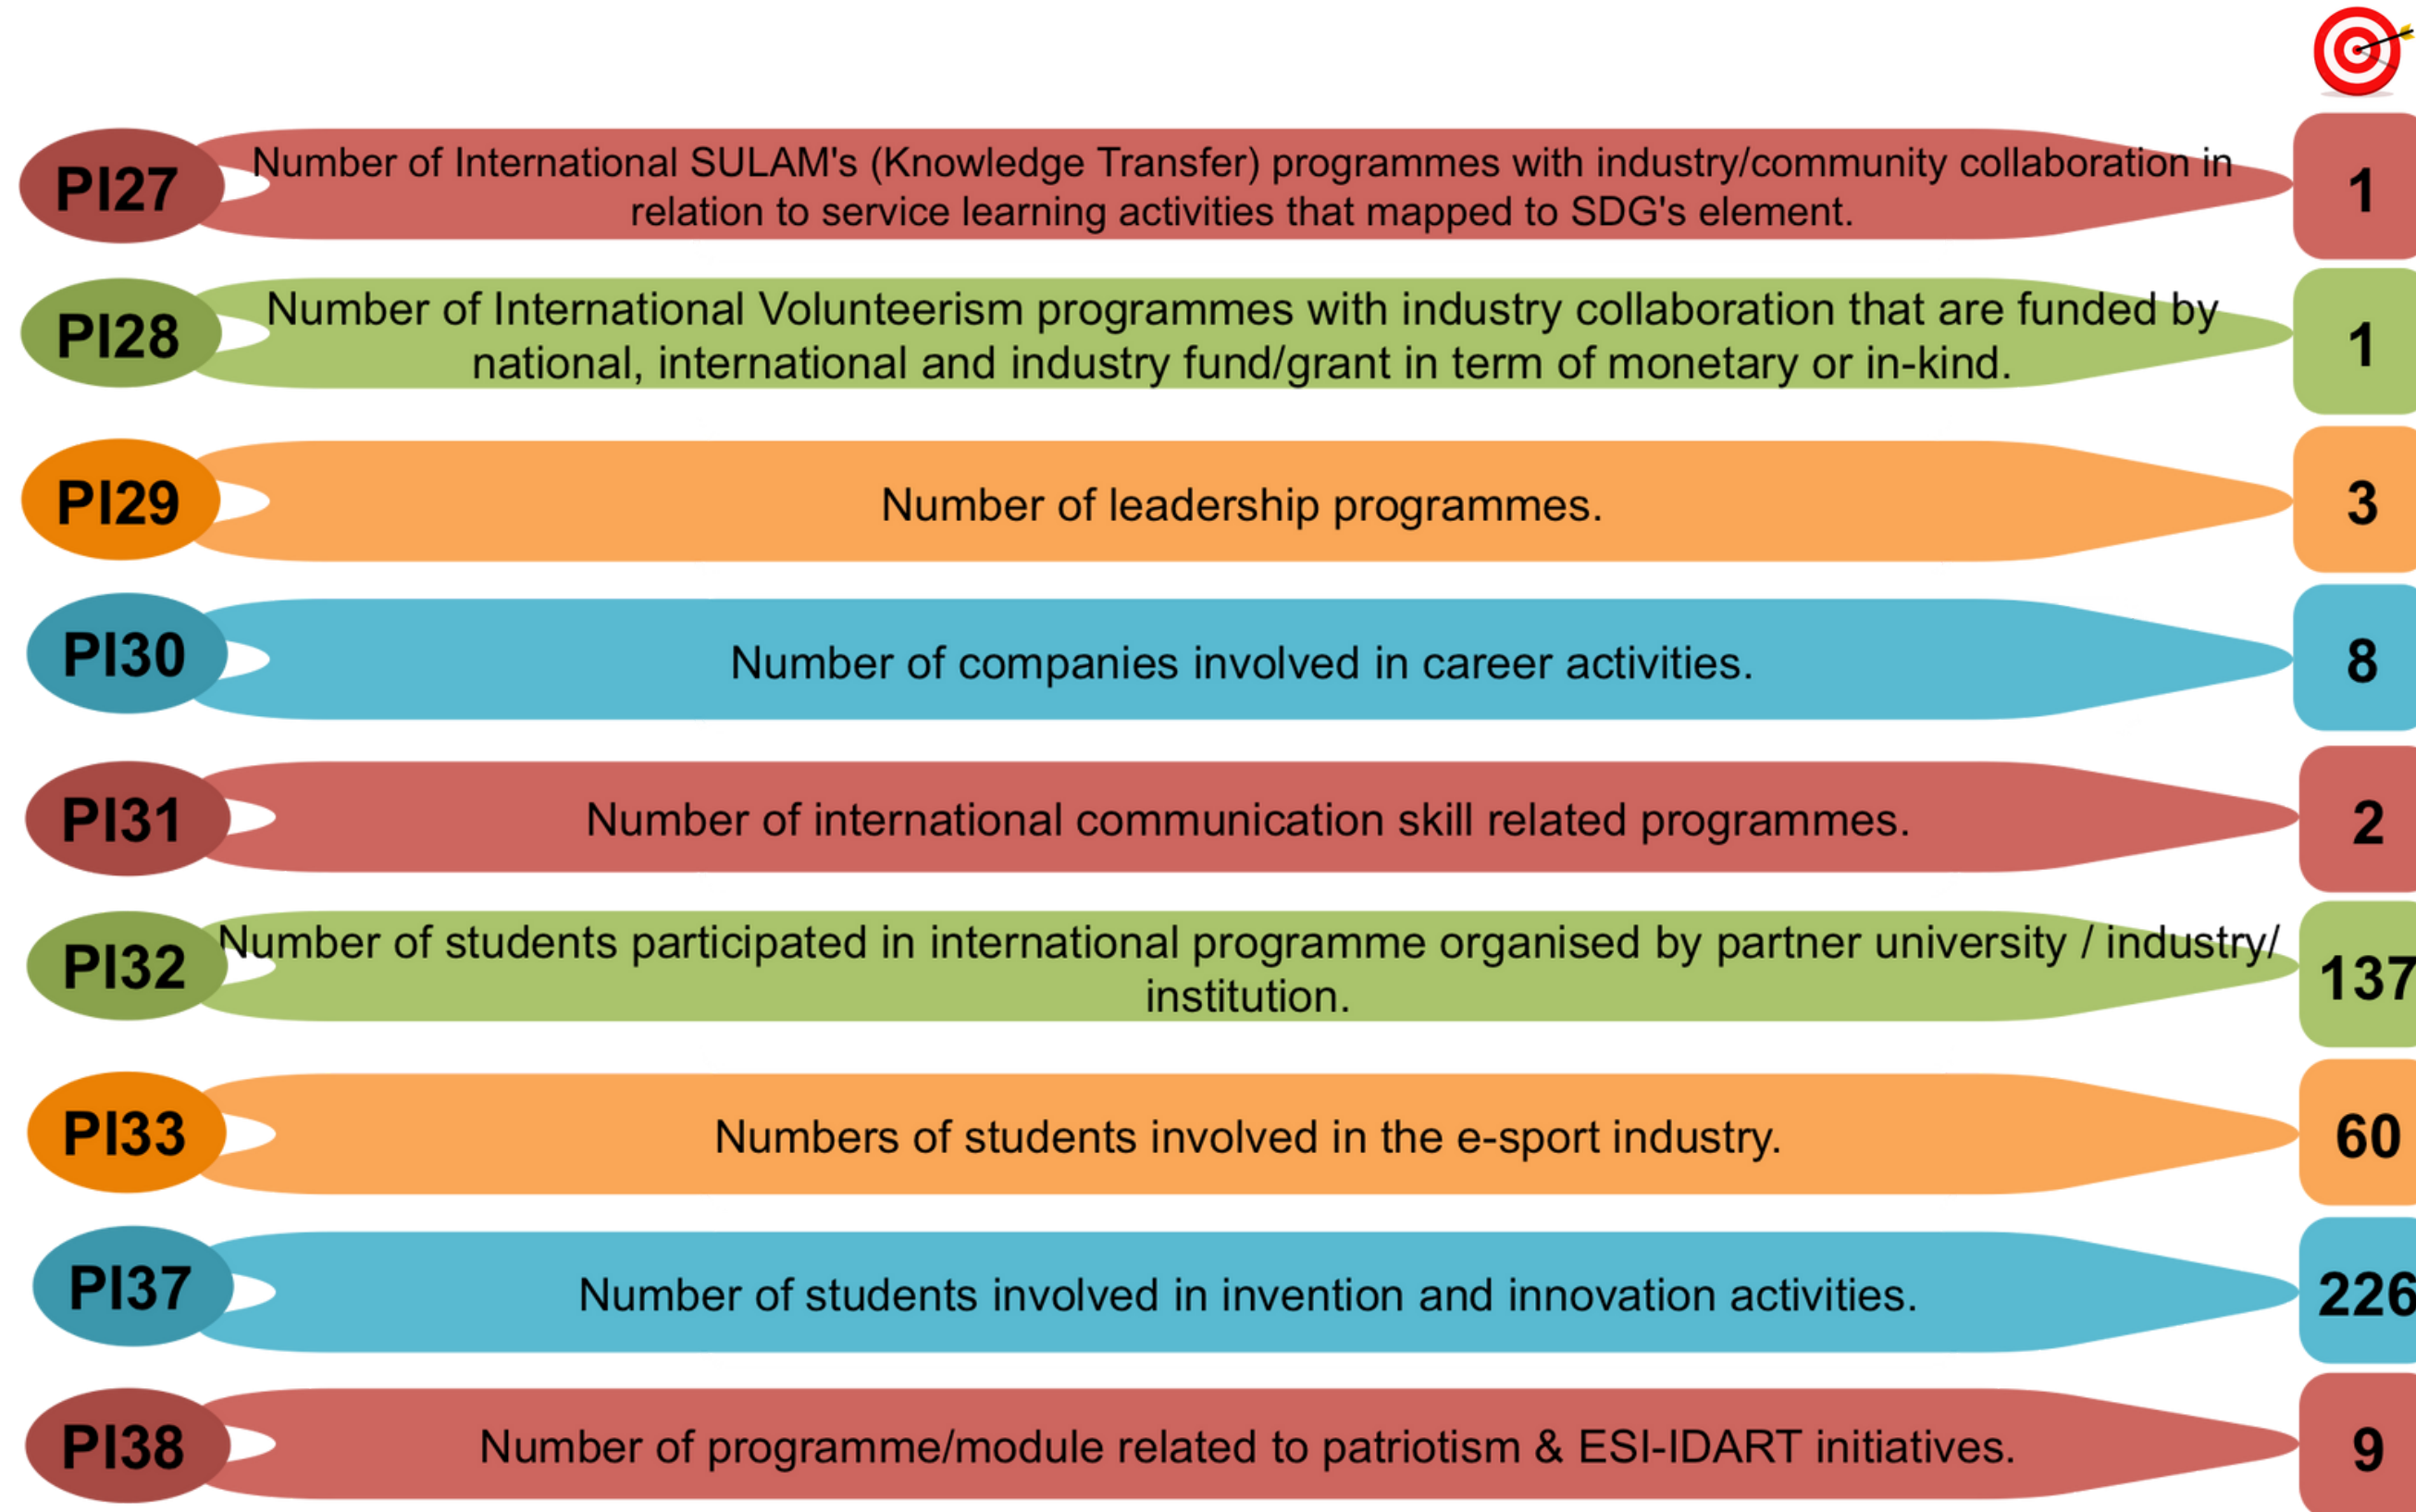 PI27
Number of International SULAM's (Knowledge Transfer) programmes with industry/community collaboration in
relation to service learning activities that mapped to SDG's element.
1
PI28
Number of International Volunteerism programmes with industry collaboration that are funded by
national, international and industry fund/grant in term of monetary or in-kind.
1
PI29
Number of leadership programmes.
3
PI30
Number of companies involved in career activities.
8
PI31
Number of international communication skill related programmes.
2
PI32
Number of students participated in international programme organised by partner university / industry/
institution.
137
PI33
Numbers of students involved in the e-sport industry.
60
PI37
Number of students involved in invention and innovation activities.
226
PI38
Number of programme/module related to patriotism & ESI-IDART initiatives.
9